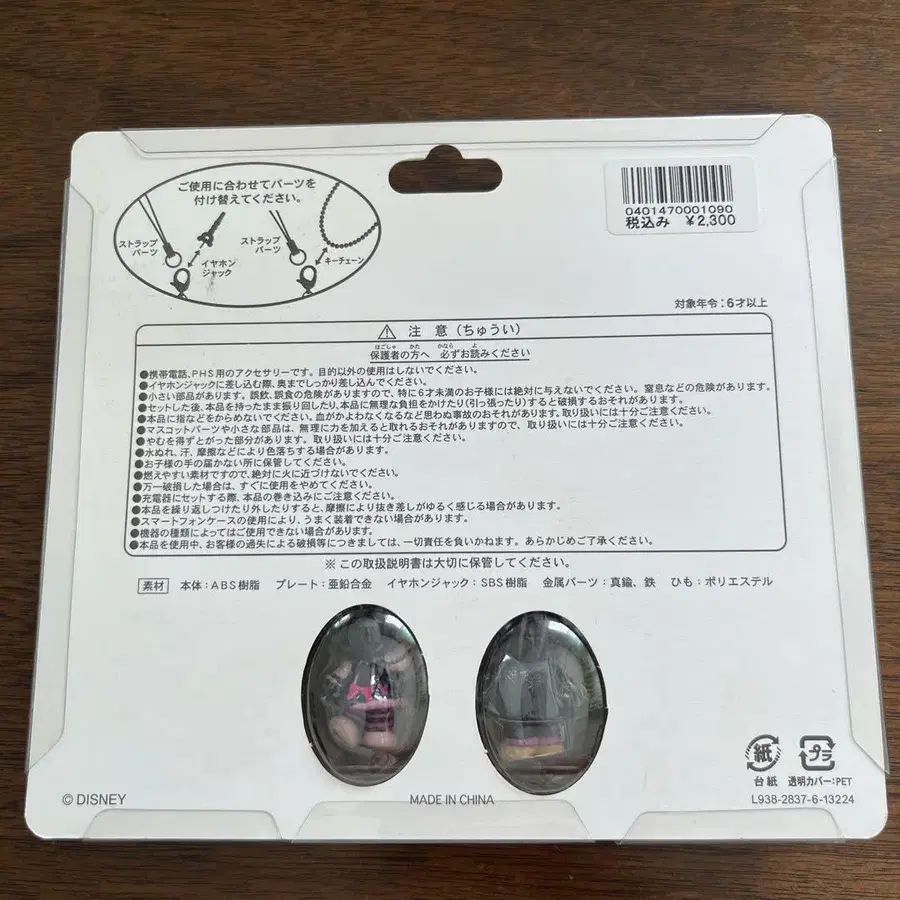 ご使用に合わせてパーツを
付け替えてください。
ストラップ
パーツ
イヤホン
ジャック
ストラップ
パーツ
キーチェーン
0401470001090
税込み ¥2,300
対象年令:6才以上
⚠ 注意(ちゅうい)
ほごしゃ かた かなら よ
保護者の方へ 必ずお読みください
●携帯電話、PHS用のアクセサリーです。目的以外の使用はしないでください。
●イヤホンジャックに差し込む際、奥までしっかり差し込んでください。
●小さい部品があります。誤飲、誤食の危険がありますので、特に6才未満のお子様には絶対に与えないでください。窒息などの危険があります。
●セットした後、本品を持ったまま振り回したり、本品に無理な負担をかけたり(引っ張ったり)すると破損するおそれがあります。
●本品に指などをからめないでください。血がかよわなくなるなど思わぬ事故のおそれがあります。取り扱いには十分ご注意ください。
●マスコットパーツや小さな部品は、無理に力を加えると取れるおそれがありますので、取り扱いには十分ご注意ください。
●やむを得ずとがった部分があります。取り扱いには十分ご注意ください。
●水ぬれ、汗、摩擦などにより色落ちする場合があります。
●お子様の手の届かない所に保管してください。
●燃えやすい素材ですので、絶対に火に近づけないでください。
●万一破損した場合は、すぐに使用をやめてください。
●充電器にセットする際、本品の巻き込みにご注意ください。
●本品を繰り返しつけたり外したりすると、摩擦により抜き差しがゆるく感じる場合があります。
●スマートフォンケースの使用により、うまく装着できない場合があります。
●機器の種類によってはご使用できない場合があります。
●本品を使用中、お客様の過失による破損等につきましては、一切責任を負いかねます。あらかじめご了承ください。
※この取扱説明書は大切に保管してください。
素材 本体:ABS樹脂 プレート:亜鉛合金 イヤホンジャック:SBS樹脂 金属パーツ:真鍮、鉄 ひも:ポリエステル
紙 プラ
台紙 透明カバー:PET
© DISNEY MADE IN CHINA L938-2837-6-13224